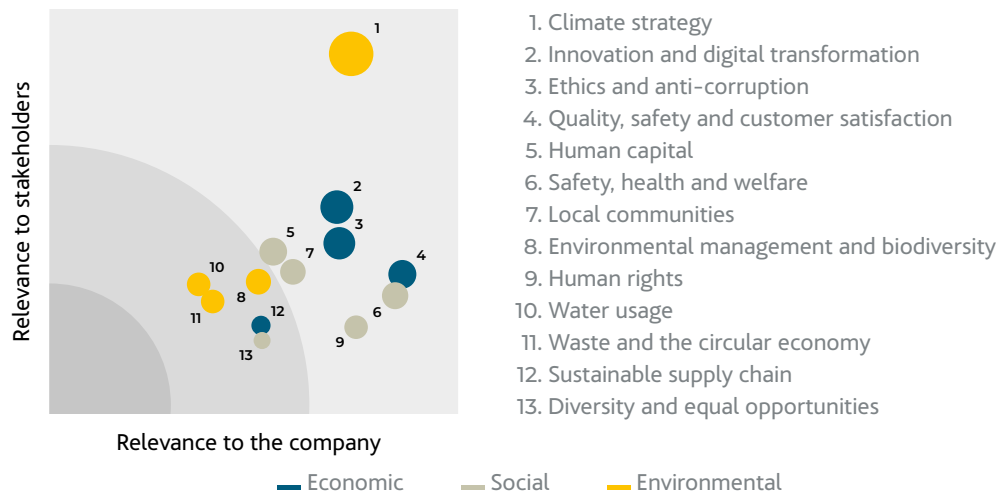 Relevance to stakeholders
1
2
3
5
7
4
10
8
11
12
6
9
13
Relevance to the company
1. Climate strategy
2. Innovation and digital transformation
3. Ethics and anti-corruption
4. Quality, safety and customer satisfaction
5. Human capital
6. Safety, health and welfare
7. Local communities
8. Environmental management and biodiversity
9. Human rights
10. Water usage
11. Waste and the circular economy
12. Sustainable supply chain
13. Diversity and equal opportunities
Economic
Social
Environmental